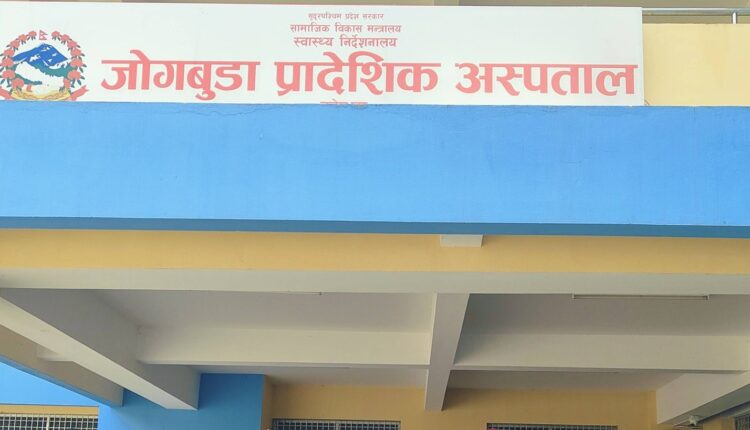 सुदूरपश्चिम प्रदेश सरकार
सामाजिक विकास मन्त्रालय
स्वास्थ्य निर्देशनालय
जोगबुडा प्रादेशिक अस्पताल